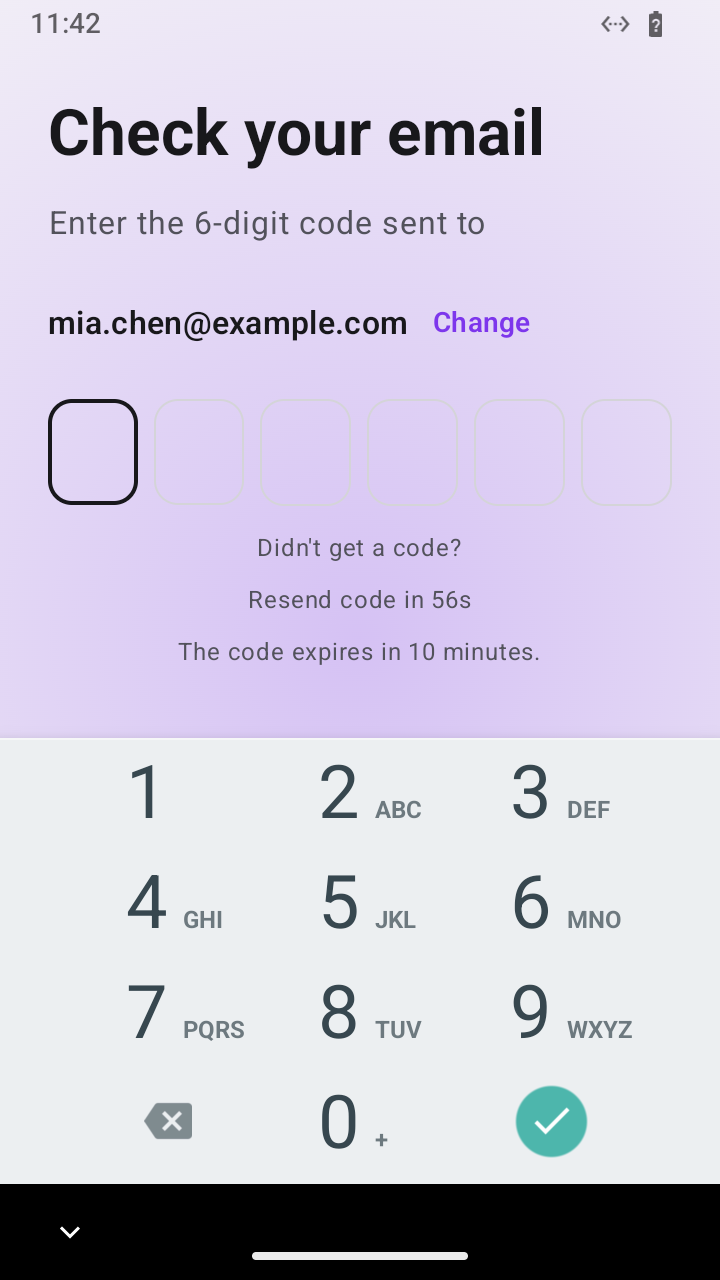 11:42
Check your email
Enter the 6-digit code sent to
mia.chen@example.com Change
Didn't get a code?
Resend code in 56s
The code expires in 10 minutes.
1 2 ABC 3 DEF
4 GHI 5 JKL 6 MNO
7 PQRS 8 TUV 9 WXYZ
0 +